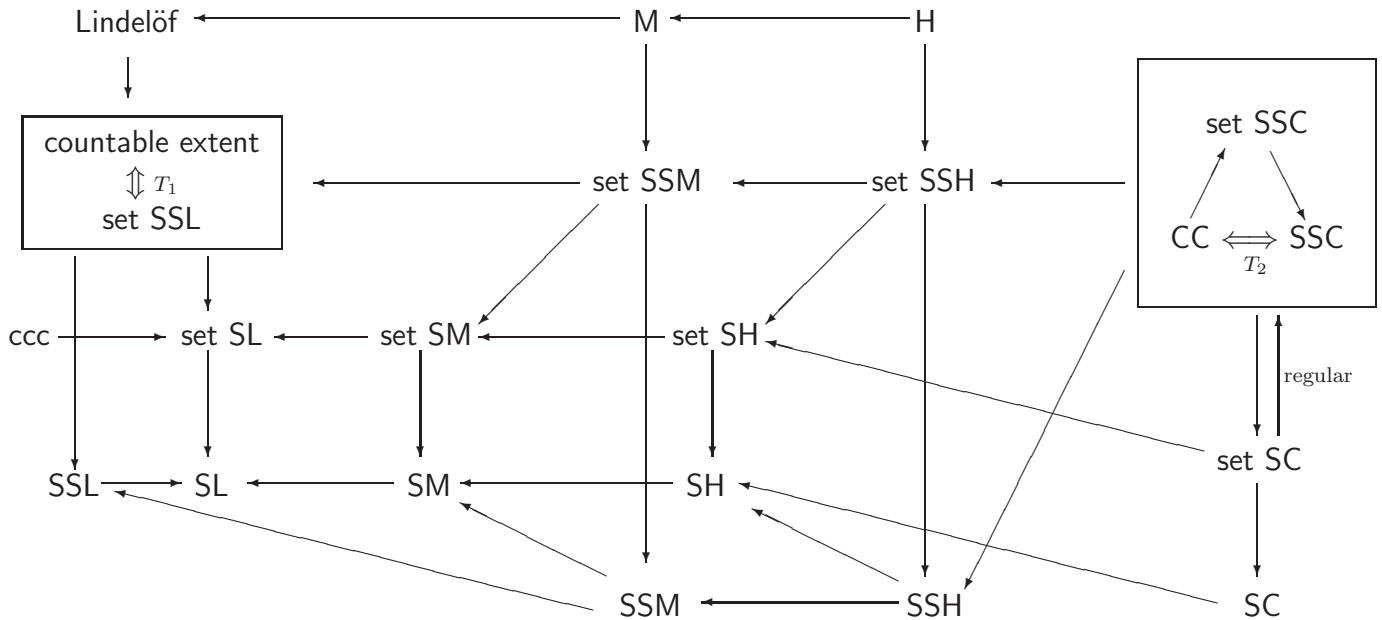 Lindelöf M H
countable extent
T₁
set SSL
set SSM set SSH
set SSC
CC SSC
T₂
ccc set SL set SM set SH
regular
set SC
SSL SL SM SH
SSM SSH SC